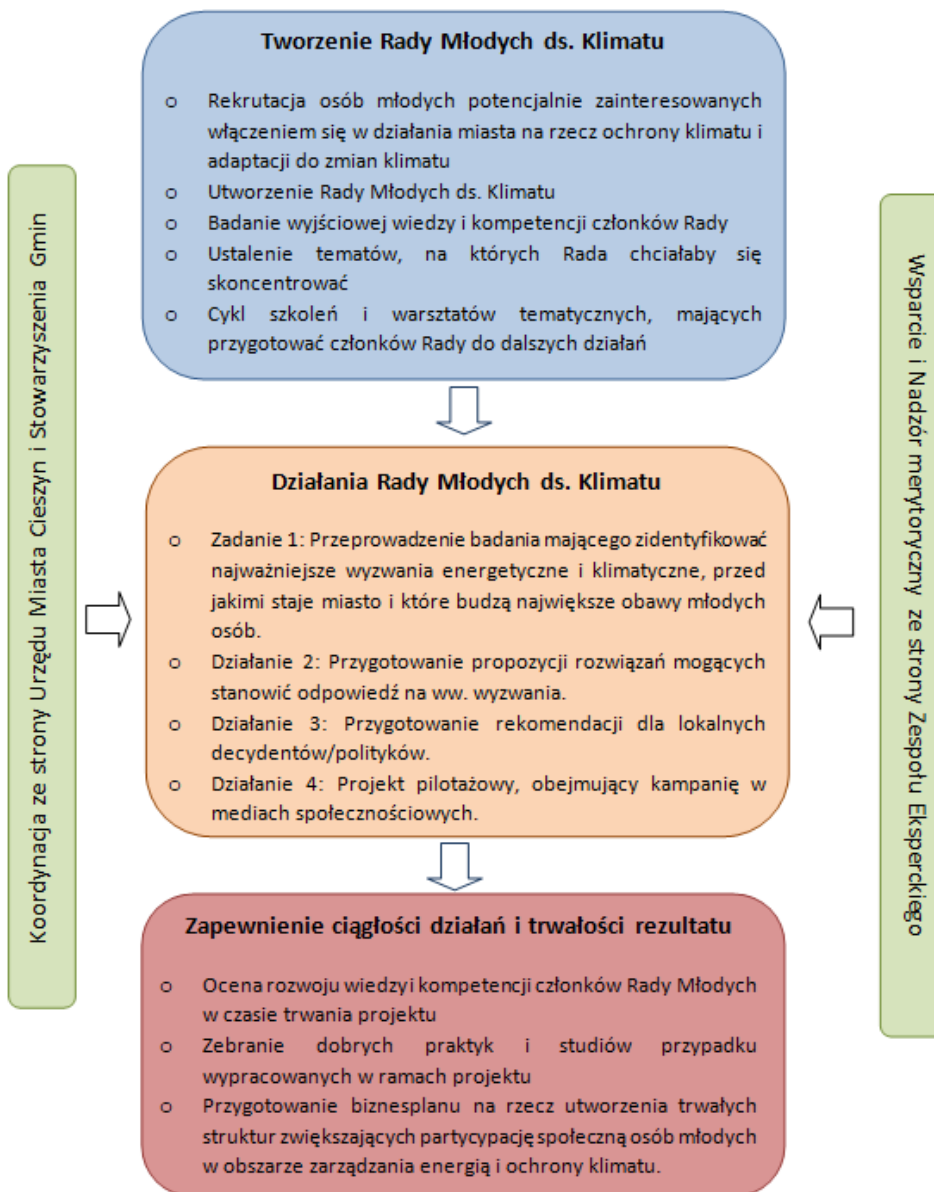 Tworzenie Rady Młodych ds. Klimatu
o Rekrutacja osób młodych potencjalnie zainteresowanych
włączeniem się w działania miasta na rzecz ochrony klimatu i
adaptacji do zmian klimatu
o Utworzenie Rady Młodych ds. Klimatu
o Badanie wyjściowej wiedzy i kompetencji członków Rady
o Ustalenie tematów, na których Rada chciałaby się
skoncentrować
o Cykl szkoleń i warsztatów tematycznych, mających
przygotować członków Rady do dalszych działań
Koordynacja ze strony Urzędu Miasta Cieszyn i Stowarzyszenia Gmin
Działania Rady Młodych ds. Klimatu
o Zadanie 1: Przeprowadzenie badania mającego zidentyfikować
najważniejsze wyzwania energetyczne i klimatyczne, przed
jakimi staje miasto i które budzą największe obawy młodych
osób.
o Działanie 2: Przygotowanie propozycji rozwiązań mogących
stanowić odpowiedź na ww. wyzwania.
o Działanie 3: Przygotowanie rekomendacji dla lokalnych
decydentów/polityków.
o Działanie 4: Projekt pilotażowy, obejmujący kampanię w
mediach społecznościowych.
Wsparcie i Nadzór merytoryczny ze strony Zespołu Eksperckiego
Zapewnienie ciągłości działań i trwałości rezultatu
o Ocena rozwoju wiedzy i kompetencji członków Rady Młodych
w czasie trwania projektu
o Zebranie dobrych praktyk i studiów przypadku
wypracowanych w ramach projektu
o Przygotowanie biznesplanu na rzecz utworzenia trwałych
struktur zwiększających partycypację społeczną osób młodych
w obszarze zarządzania energią i ochrony klimatu.